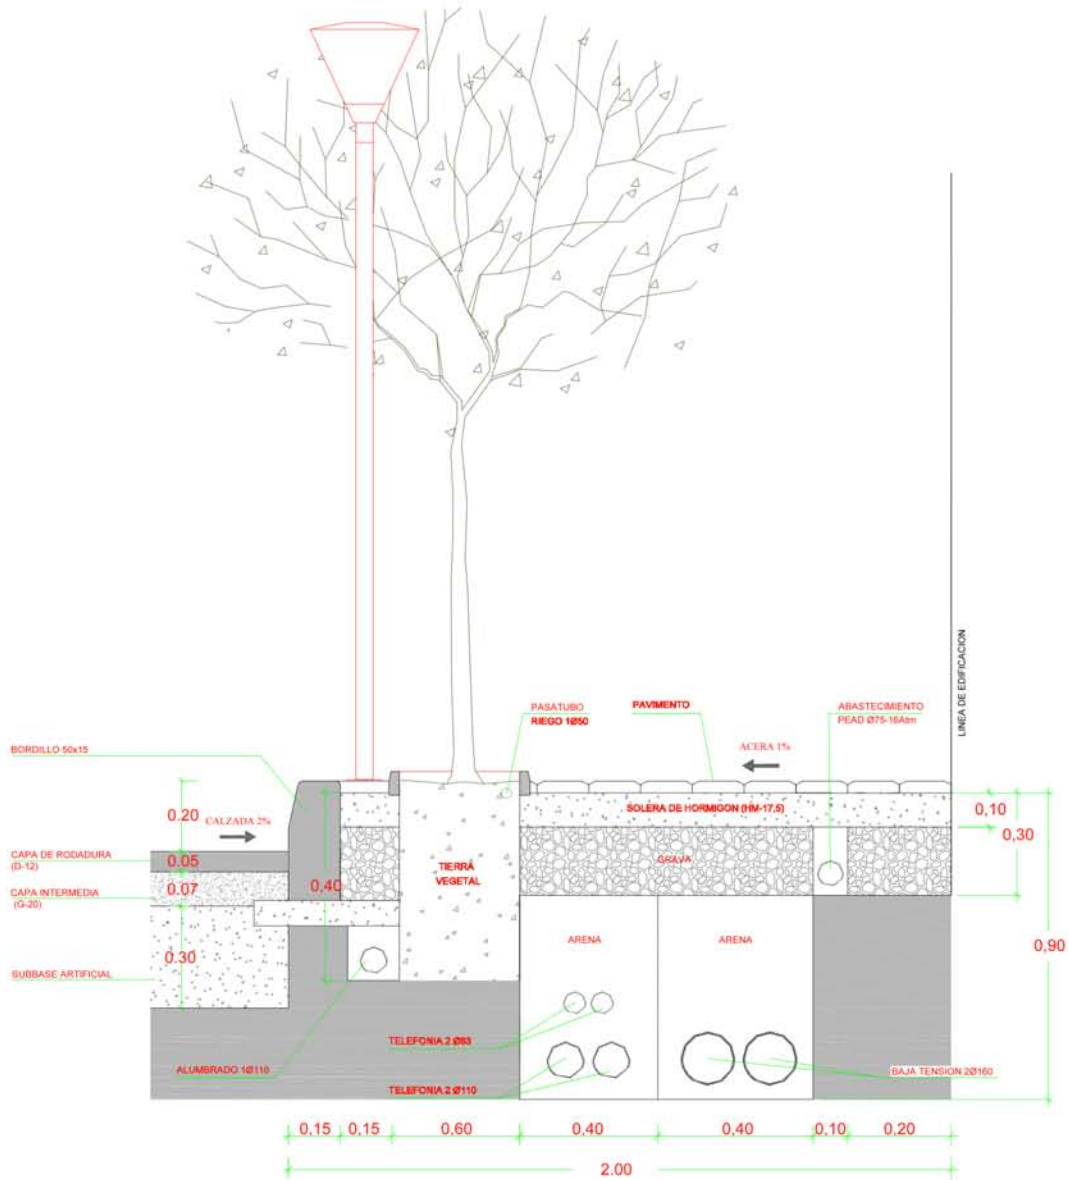 LINEA DE EDIFICACION
PASATUBO
RIEGO 1Ø50
PAVIMENTO
ABASTECIMIENTO
PEAD Ø75-16Atm
ACERA 1%
BORDILLO 50x15
0.20
CALZADA 2%
SOLERA DE HORMIGON (HM-17,5)
0,10
0,30
CAPA DE RODADURA
(D-12)
0.05
GRAVA
TIERRA
VEGETAL
CAPA INTERMEDIA
(G-20)
0.07
0,40
ARENA
ARENA
0,90
0.30
SUBBASE ARTIFICIAL
TELEFONIA 2 Ø63
ALUMBRADO 1Ø110
TELEFONIA 2 Ø110
BAJA TENSION 2Ø160
0,15
0,15
0,60
0,40
0,40
0,10
0,20
2.00